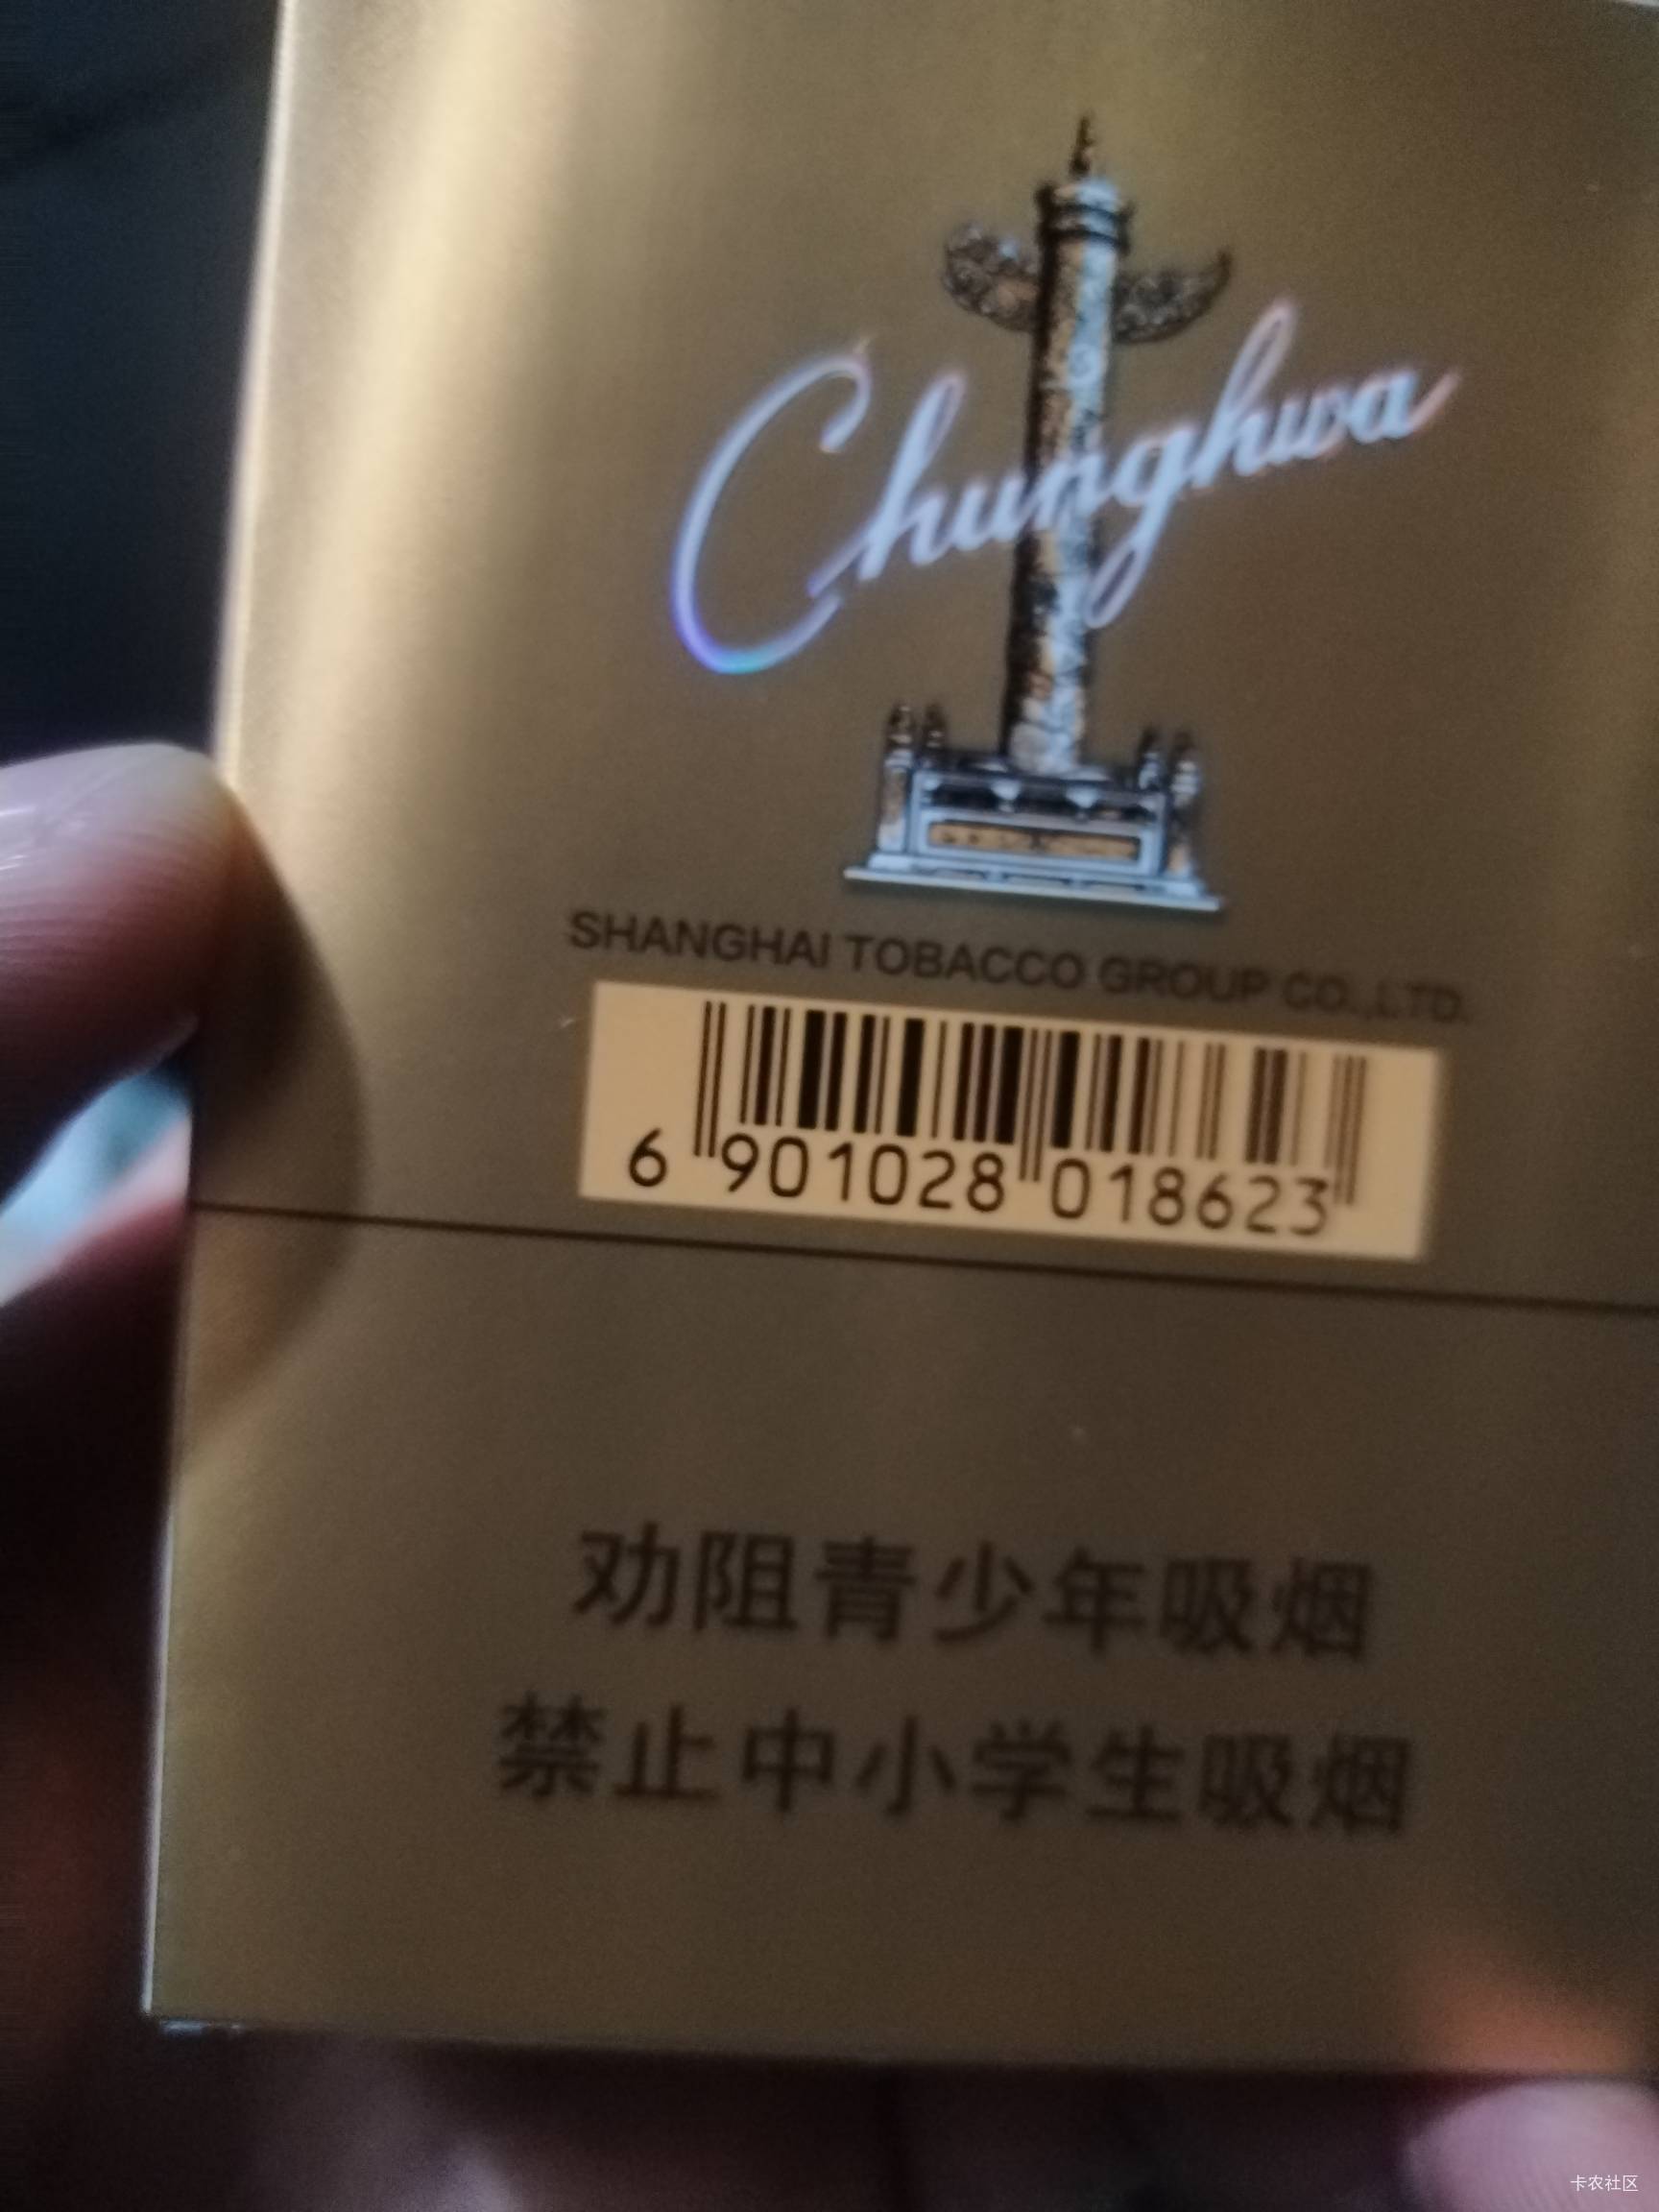 Chunghwa
SHANGHAI TOBACCO GROUP CO.,LTD.
6 901028 018623
劝阻青少年吸烟
禁止中小学生吸烟
卡农社区